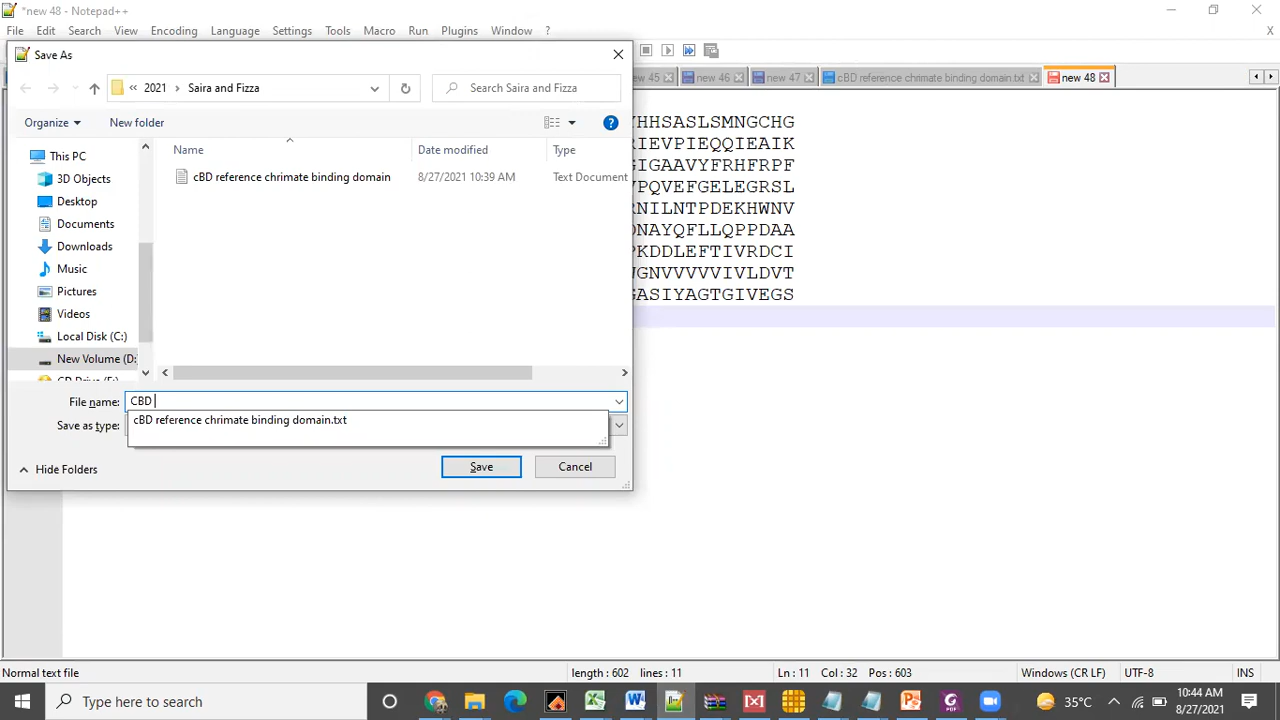 *new 48 - Notepad++
File Edit Search View Encoding Language Settings Tools Macro Run Plugins Window ? X
Save As
new 46 new 47 cBD reference chrimate binding domain.txt new 48
« 2021 › Saira and Fizza Search Saira and Fizza
Organize New folder
This PC
3D Objects
Desktop
Documents
Downloads
Music
Pictures
Videos
Local Disk (C:)
New Volume (D:
Name Date modified Type
cBD reference chrimate binding domain 8/27/2021 10:39 AM Text Document
HHSASLSMNGCHG
RIEVPIEQQIEAIK
GIGAAVYFRHFRPF
VPQVEFGELEGRSL
RNILNTPDEKHWNV
DNAYQFLLQPPDAA
PKDDLEFTIVRDCI
WGNVVVVVIVLDVT
GASIYAGTGIVEGS
File name: CBD
cBD reference chrimate binding domain.txt
Save as type:
Hide Folders Save Cancel
Normal text file length : 602 lines : 11 Ln : 11 Col : 32 Pos : 603 Windows (CR LF) UTF-8 INS
Type here to search 35°C 10:44 AM
8/27/2021